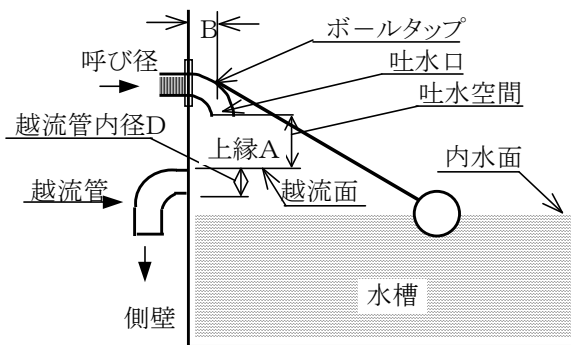 B
ボールタップ
呼び径
吐水口
吐水空間
越流管内径D
上縁A
内水面
越流管
越流面
水槽
側壁